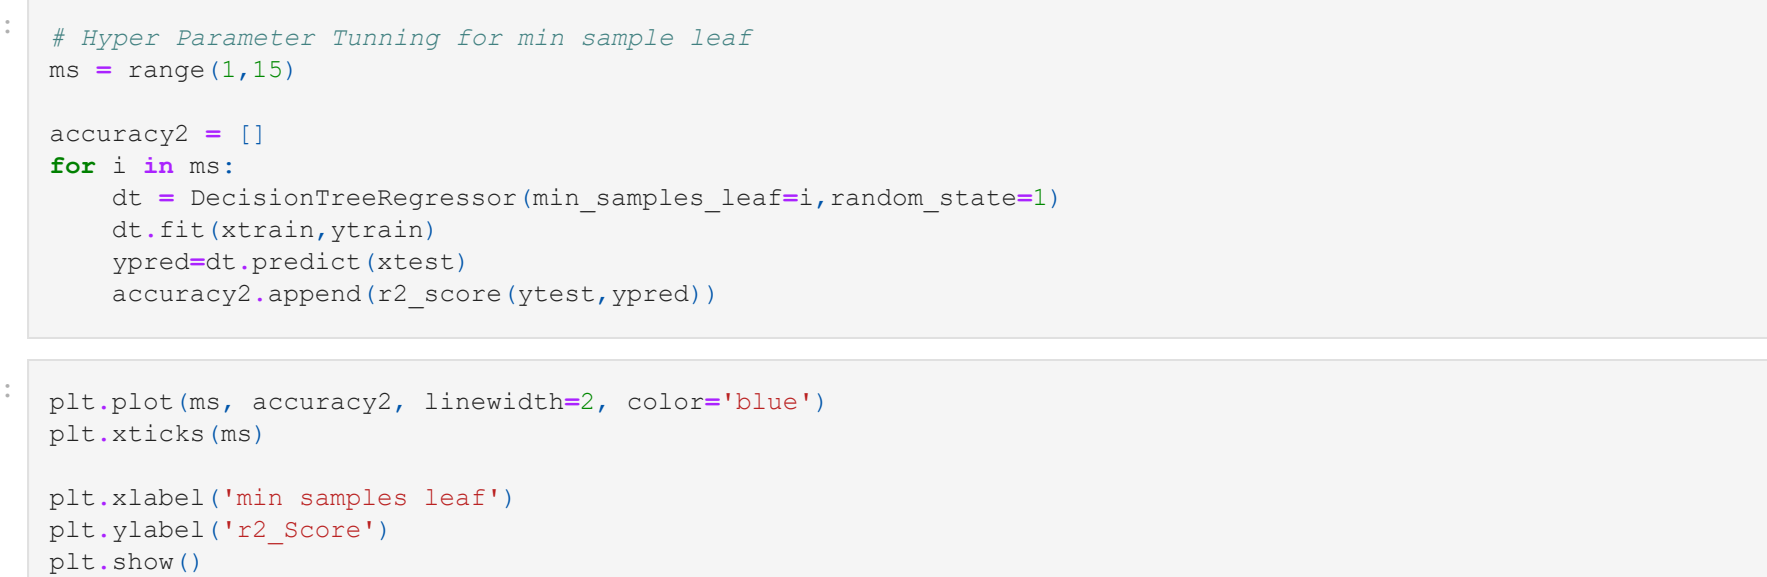 :
# Hyper Parameter Tunning for min sample leaf
ms = range(1,15)
accuracy2 = []
for i in ms:
    dt = DecisionTreeRegressor(min_samples_leaf=i,random_state=1)
    dt.fit(xtrain,ytrain)
    ypred=dt.predict(xtest)
    accuracy2.append(r2_score(ytest,ypred))
:
plt.plot(ms, accuracy2, linewidth=2, color='blue')
plt.xticks(ms)
plt.xlabel('min samples leaf')
plt.ylabel('r2_Score')
plt.show()